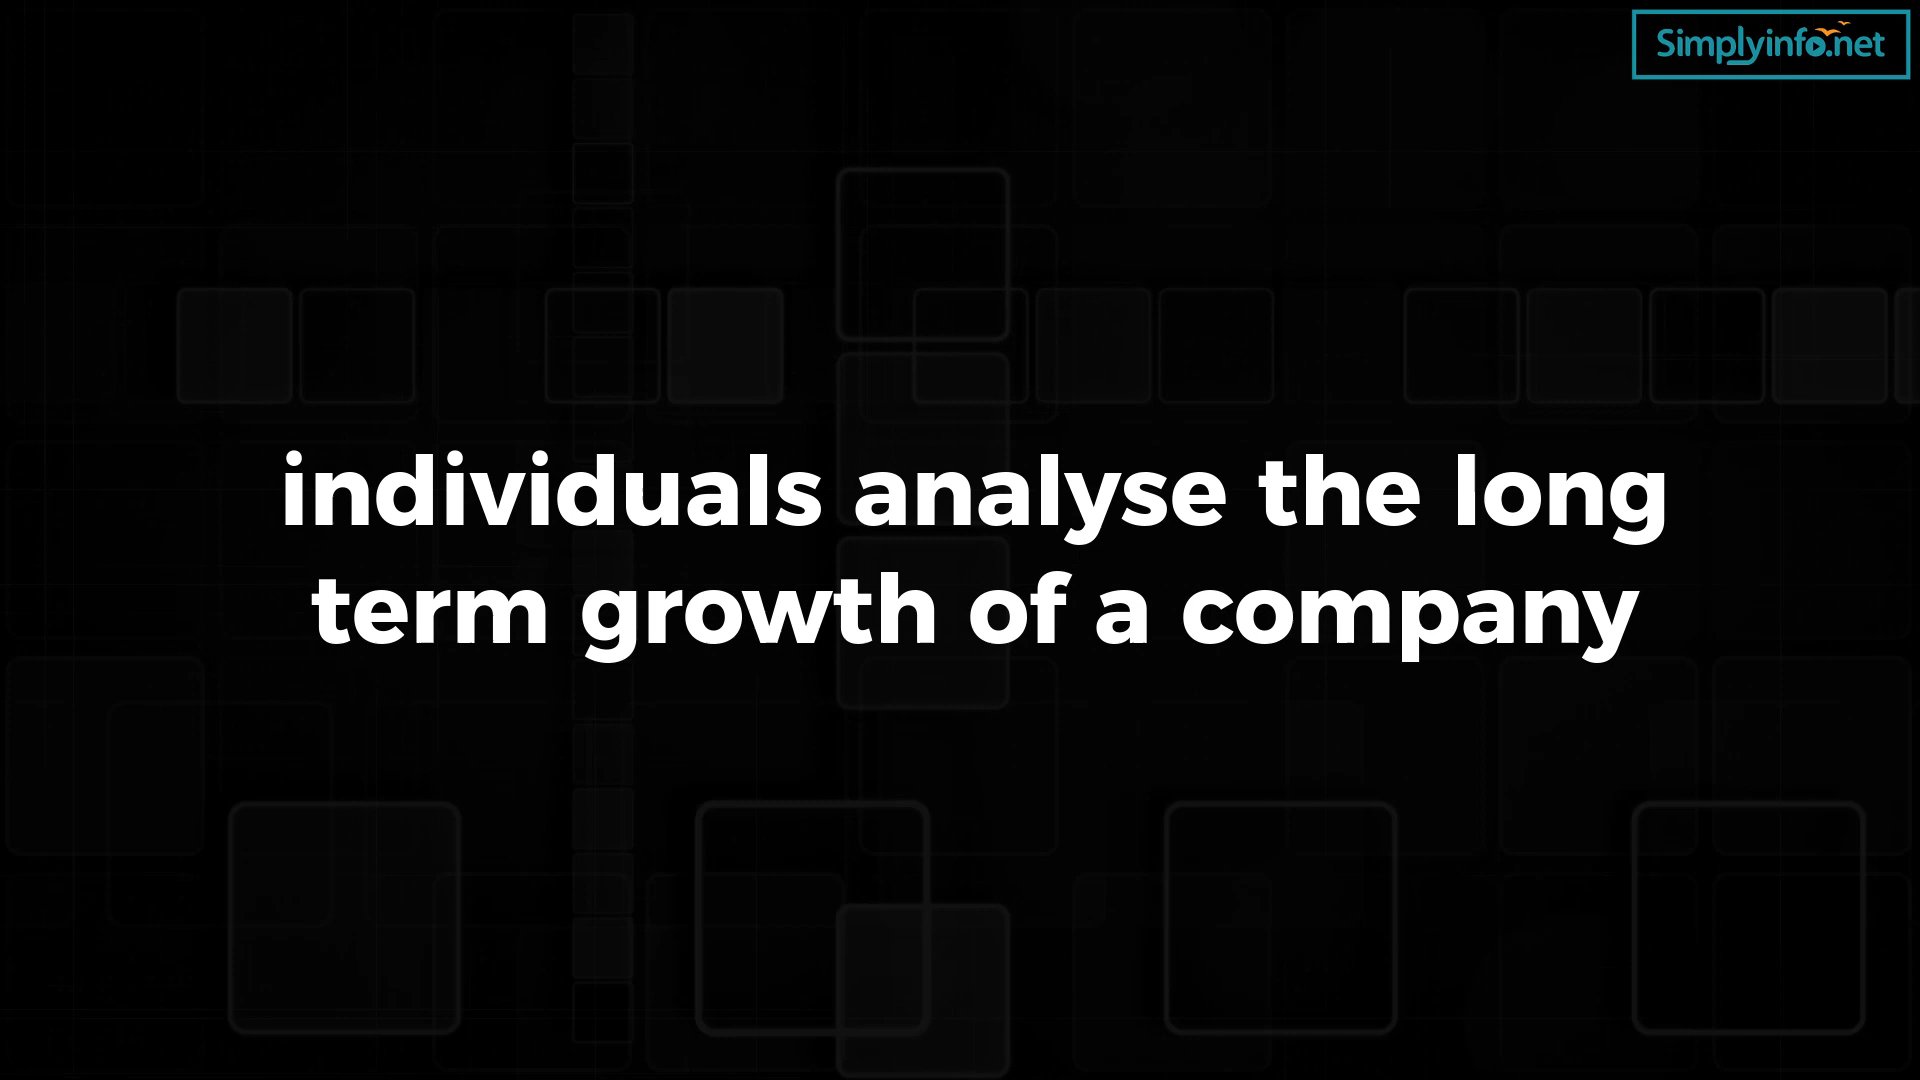 Simplyinfo.net
individuals analyse the long
term growth of a company